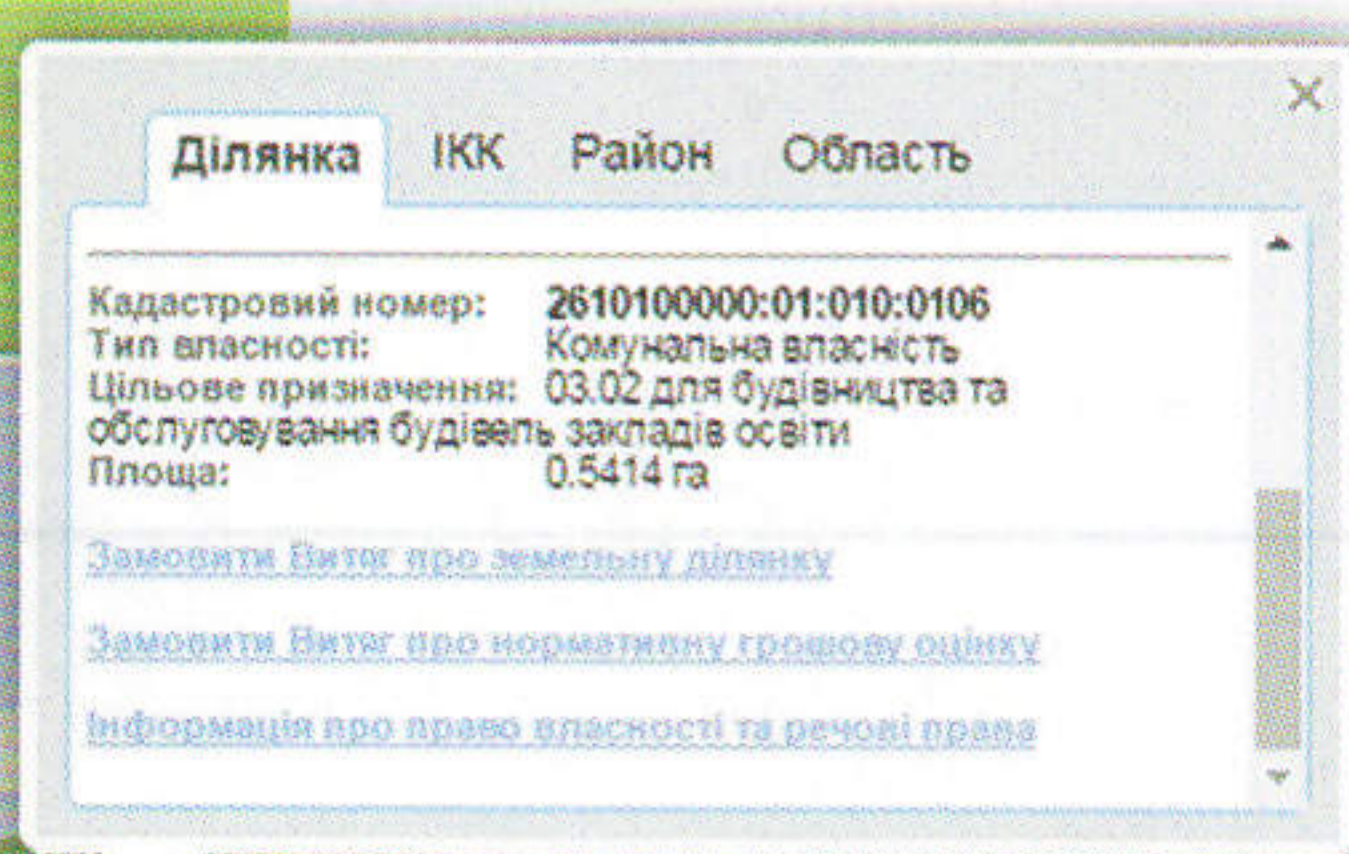 Ділянка ІКК Район Область
Кадастровий номер: 2610100000:01:010:0106
Тип власності: Комунальна власність
Цільове призначення: 03.02 для будівництва та
обслуговування будівель закладів освіти
Площа: 0.5414 га
Замовити Витяг про земельну ділянку
Замовити Витяг про нормативну грошову оцінку
Інформація про право власності та речові права